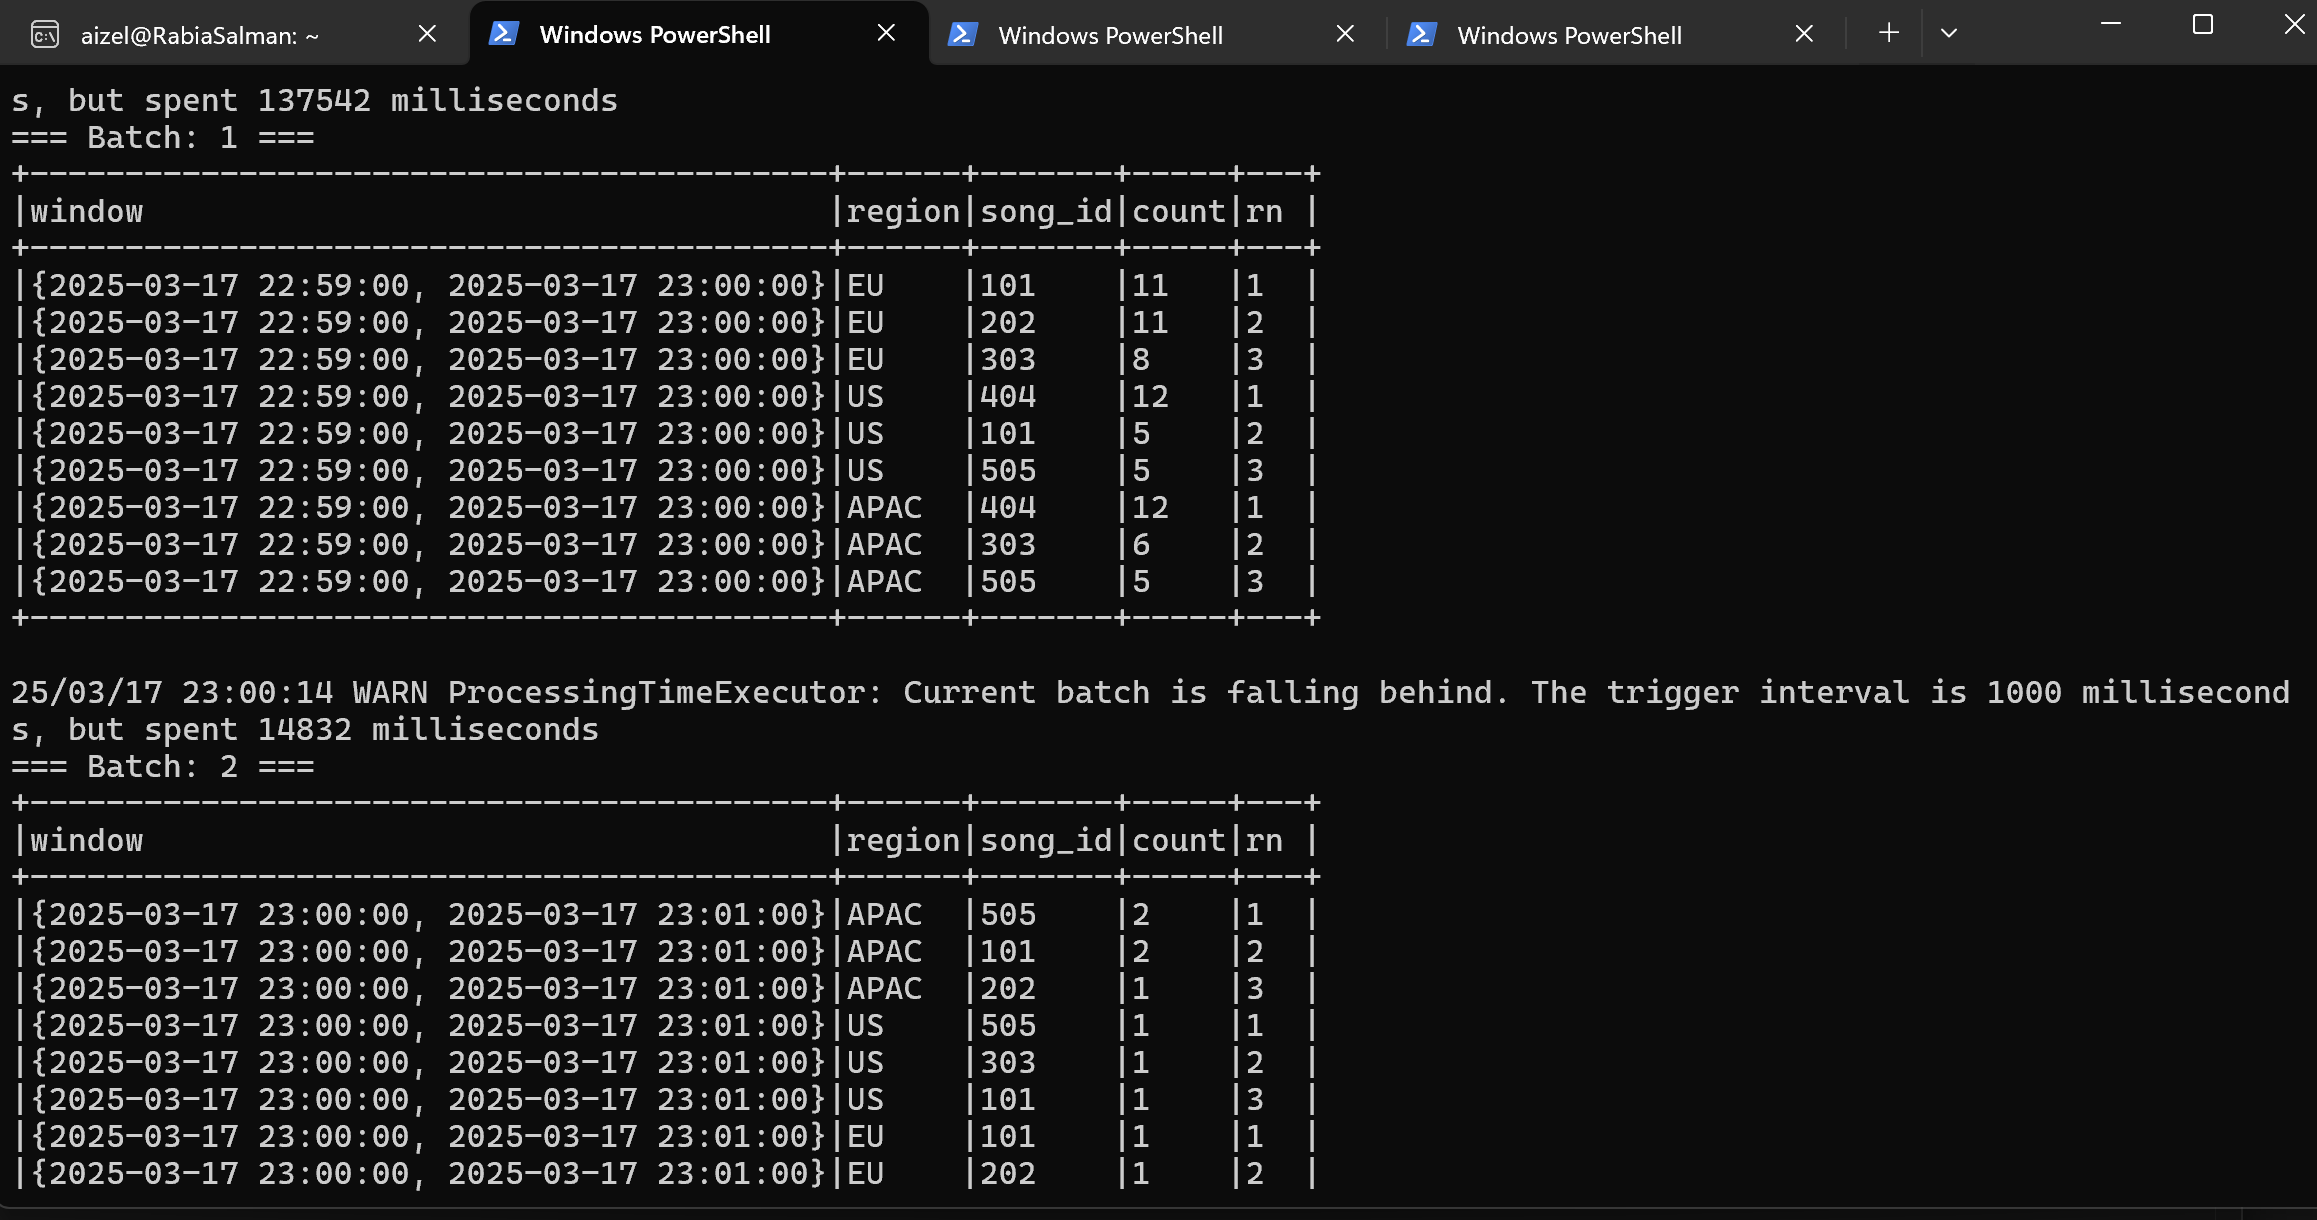 aizel@RabiaSalman: ~ Windows PowerShell Windows PowerShell Windows PowerShell
s, but spent 137542 milliseconds
=== Batch: 1 ===
+------------------------------------------+------+-------+-----+---+
|window                                    |region|song_id|count|rn |
+------------------------------------------+------+-------+-----+---+
|{2025-03-17 22:59:00, 2025-03-17 23:00:00}|EU    |101    |11   |1  |
|{2025-03-17 22:59:00, 2025-03-17 23:00:00}|EU    |202    |11   |2  |
|{2025-03-17 22:59:00, 2025-03-17 23:00:00}|EU    |303    |8    |3  |
|{2025-03-17 22:59:00, 2025-03-17 23:00:00}|US    |404    |12   |1  |
|{2025-03-17 22:59:00, 2025-03-17 23:00:00}|US    |101    |5    |2  |
|{2025-03-17 22:59:00, 2025-03-17 23:00:00}|US    |505    |5    |3  |
|{2025-03-17 22:59:00, 2025-03-17 23:00:00}|APAC  |404    |12   |1  |
|{2025-03-17 22:59:00, 2025-03-17 23:00:00}|APAC  |303    |6    |2  |
|{2025-03-17 22:59:00, 2025-03-17 23:00:00}|APAC  |505    |5    |3  |
+------------------------------------------+------+-------+-----+---+
25/03/17 23:00:14 WARN ProcessingTimeExecutor: Current batch is falling behind. The trigger interval is 1000 millisecond
s, but spent 14832 milliseconds
=== Batch: 2 ===
+------------------------------------------+------+-------+-----+---+
|window                                    |region|song_id|count|rn |
+------------------------------------------+------+-------+-----+---+
|{2025-03-17 23:00:00, 2025-03-17 23:01:00}|APAC  |505    |2    |1  |
|{2025-03-17 23:00:00, 2025-03-17 23:01:00}|APAC  |101    |2    |2  |
|{2025-03-17 23:00:00, 2025-03-17 23:01:00}|APAC  |202    |1    |3  |
|{2025-03-17 23:00:00, 2025-03-17 23:01:00}|US    |505    |1    |1  |
|{2025-03-17 23:00:00, 2025-03-17 23:01:00}|US    |303    |1    |2  |
|{2025-03-17 23:00:00, 2025-03-17 23:01:00}|US    |101    |1    |3  |
|{2025-03-17 23:00:00, 2025-03-17 23:01:00}|EU    |101    |1    |1  |
|{2025-03-17 23:00:00, 2025-03-17 23:01:00}|EU    |202    |1    |2  |